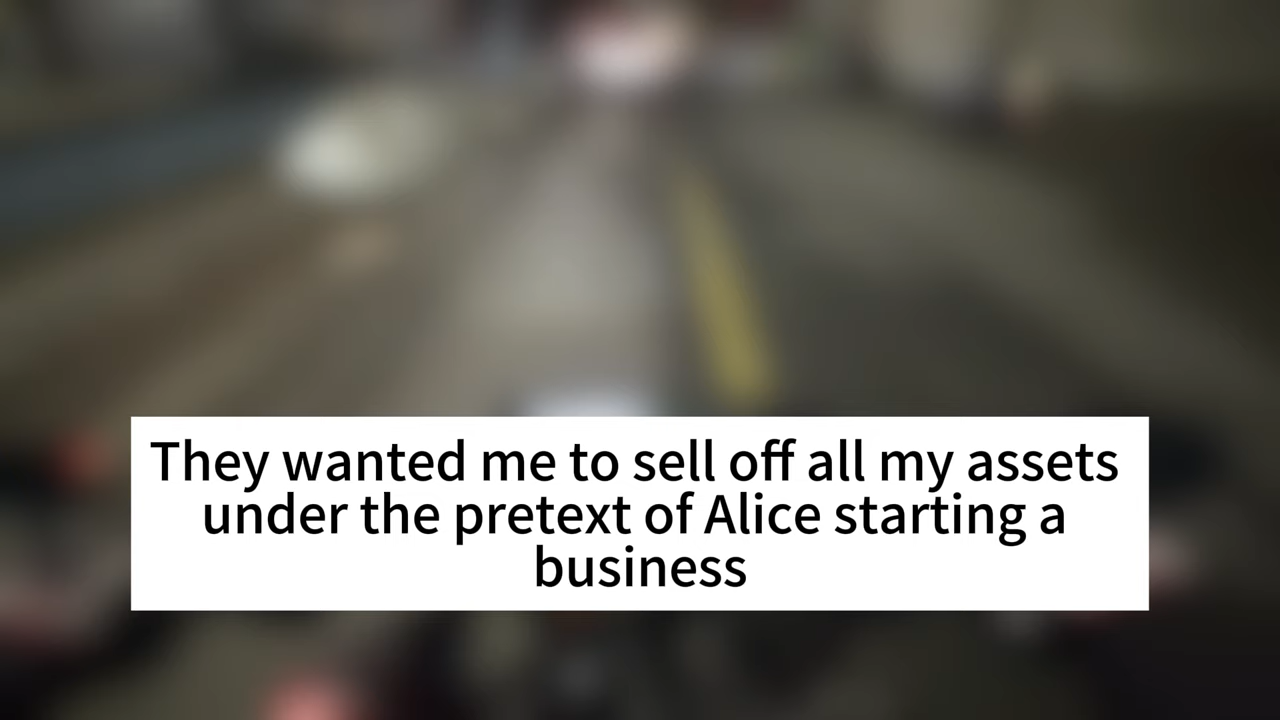 They wanted me to sell off all my assets
under the pretext of Alice starting a
business